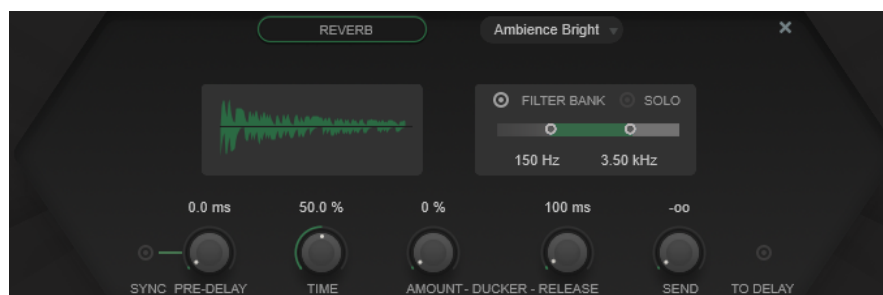 REVERB Ambience Bright
FILTER BANK SOLO
150 Hz 3.50 kHz
0.0 ms 50.0 % 0 % 100 ms -oo
SYNC PRE-DELAY TIME AMOUNT - DUCKER - RELEASE SEND TO DELAY